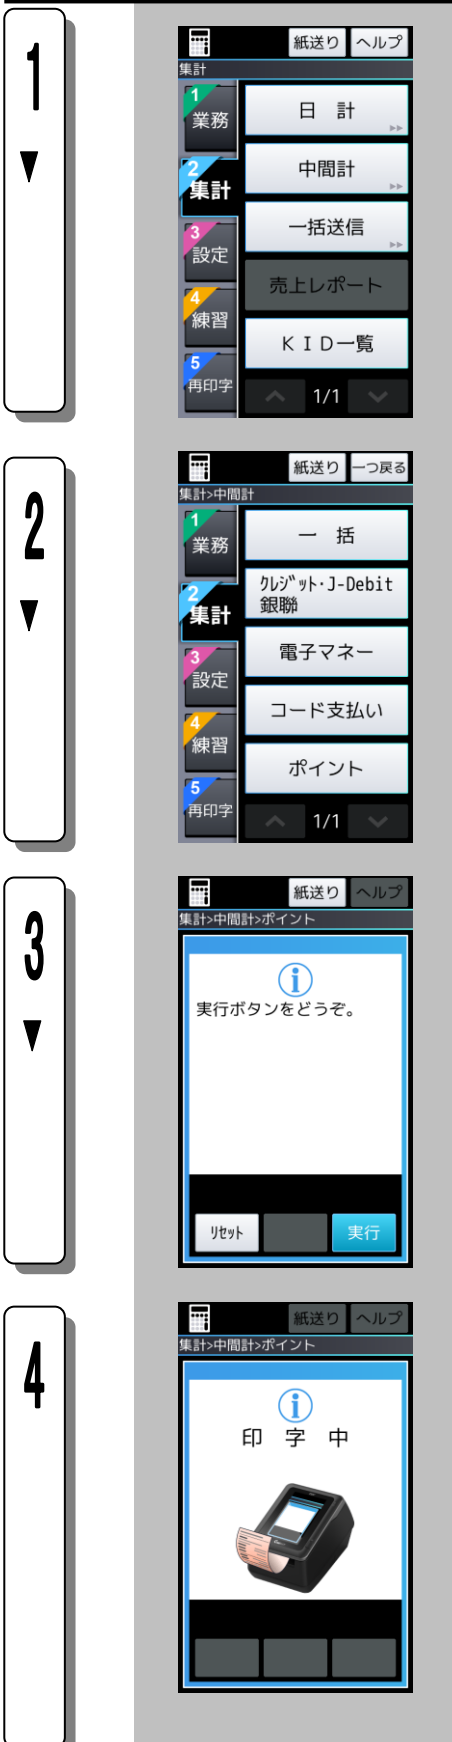 1
▼
紙送り ヘルプ
集計
1 業務
日 計
2 集計
中間計
3 設定
一括送信
4 練習
売上レポート
5 再印字
KID一覧
1/1
2
▼
紙送り 一つ戻る
集計>中間計
1 業務
一 括
2 集計
クレジット・J-Debit
銀聯
3 設定
電子マネー
4 練習
コード支払い
5 再印字
ポイント
1/1
3
▼
紙送り ヘルプ
集計>中間計>ポイント
実行ボタンをどうぞ。
リセット 実行
4
紙送り ヘルプ
集計>中間計>ポイント
印 字 中